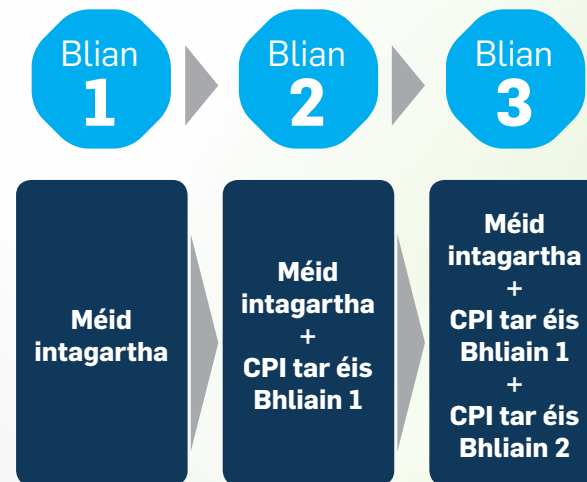 Blian
1
Blian
2
Blian
3
Méid
intagartha
Méid
intagartha
+
CPI tar éis
Bhliain 1
Méid
intagartha
+
CPI tar éis
Bhliain 1
+
CPI tar éis
Bhliain 2